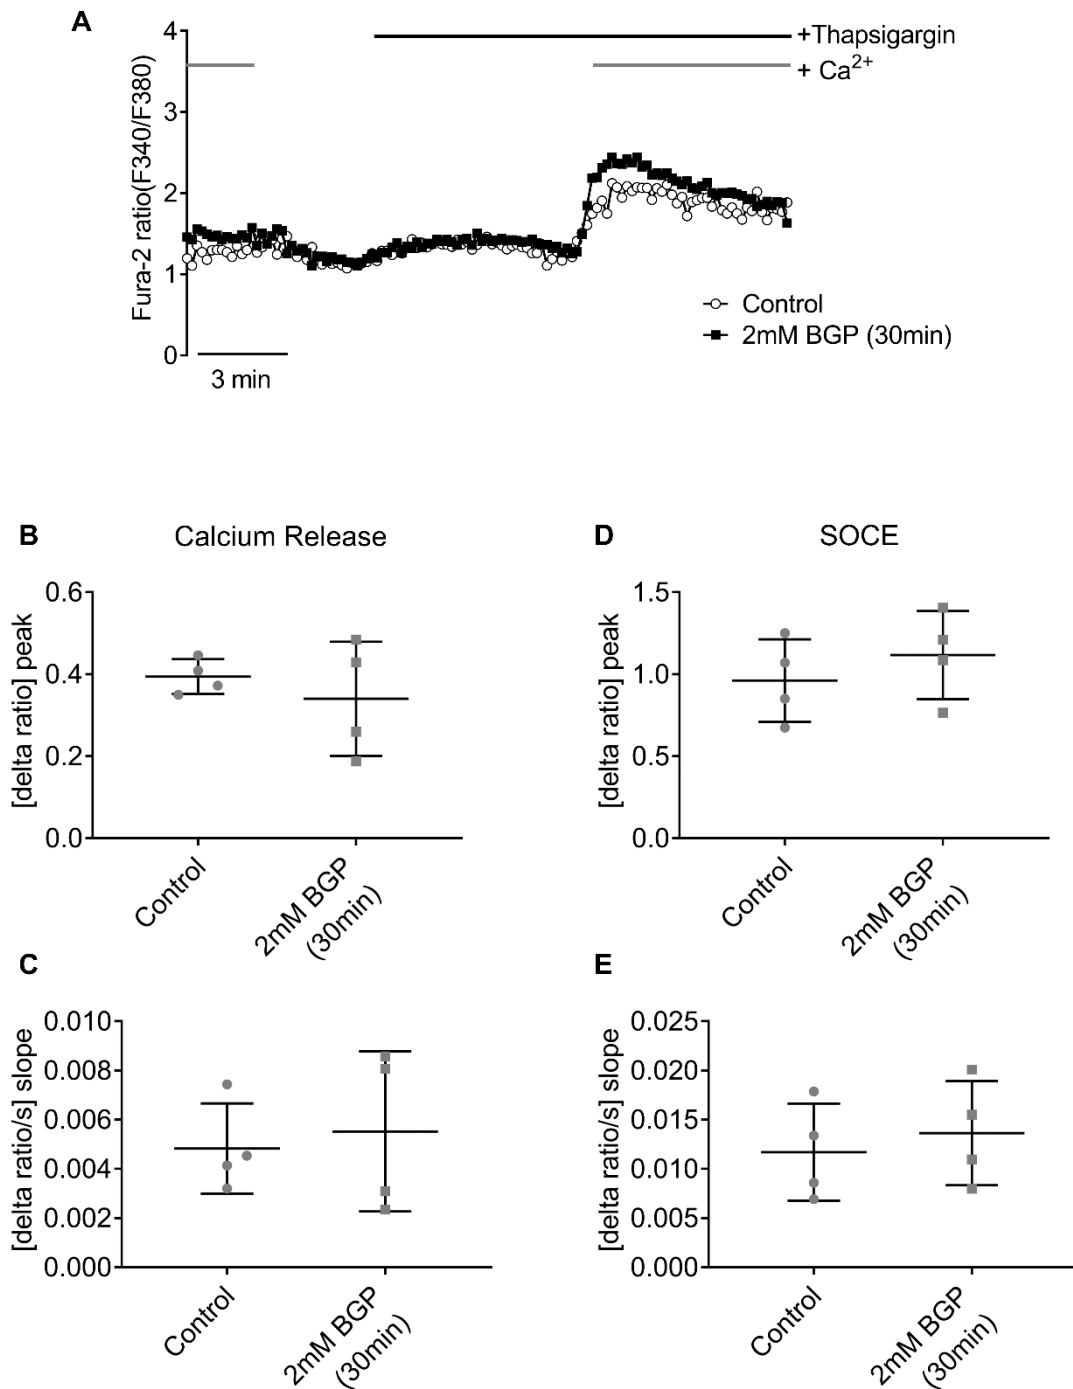 A
4
3
2
1
0
Fura-2 ratio(F340/F380)
+Thapsigargin
+ Ca²⁺
Control
2mM BGP (30min)
3 min
B
Calcium Release
0.6
0.4
0.2
0.0
[delta ratio] peak
Control
2mM BGP
(30min)
D
SOCE
1.5
1.0
0.5
0.0
[delta ratio] peak
Control
2mM BGP
(30min)
C
0.010
0.008
0.006
0.004
0.002
0.000
[delta ratio/s] slope
Control
2mM BGP
(30min)
E
0.025
0.020
0.015
0.010
0.005
0.000
[delta ratio/s] slope
Control
2mM BGP
(30min)